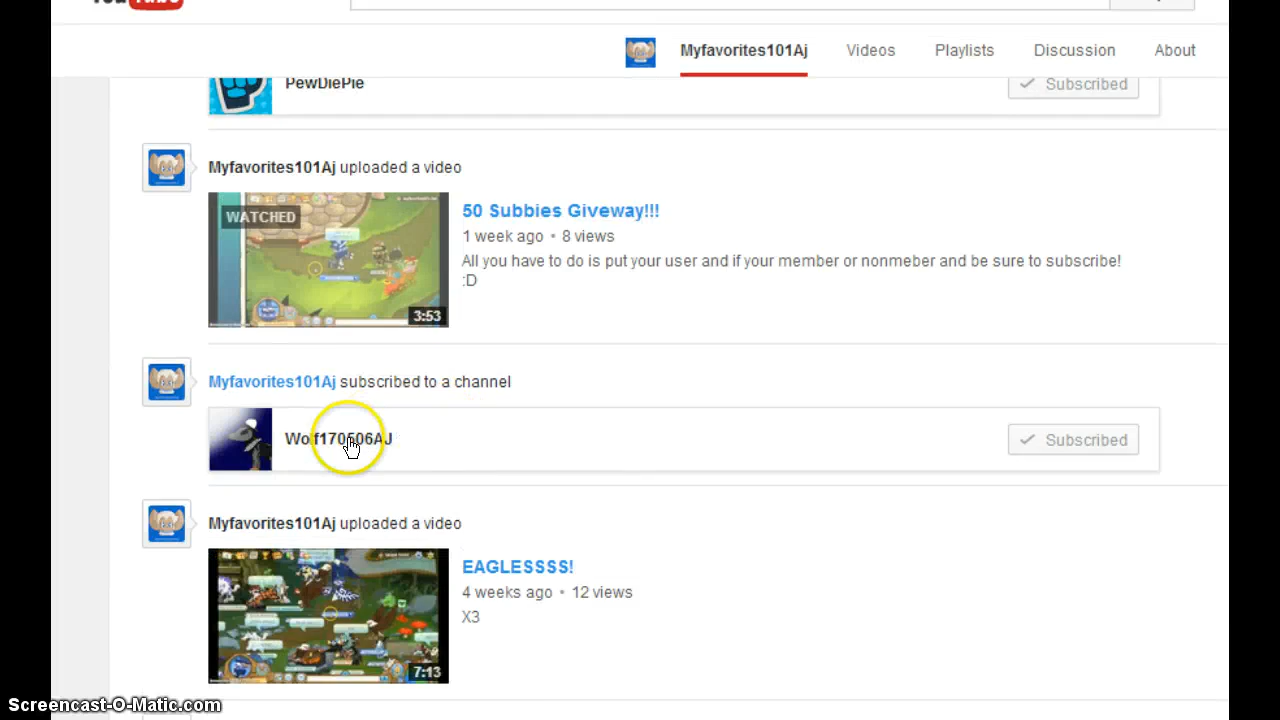 You Tube
Myfavorites101Aj Videos Playlists Discussion About
PewDiePie
Subscribed
Myfavorites101Aj uploaded a video
WATCHED
50 Subbies Giveway!!!
1 week ago • 8 views
All you have to do is put your user and if your member or nonmeber and be sure to subscribe!
:D
3:53
Myfavorites101Aj subscribed to a channel
Wolf170606AJ
Subscribed
Myfavorites101Aj uploaded a video
EAGLESSSS!
4 weeks ago • 12 views
X3
7:13
Screencast-O-Matic.com